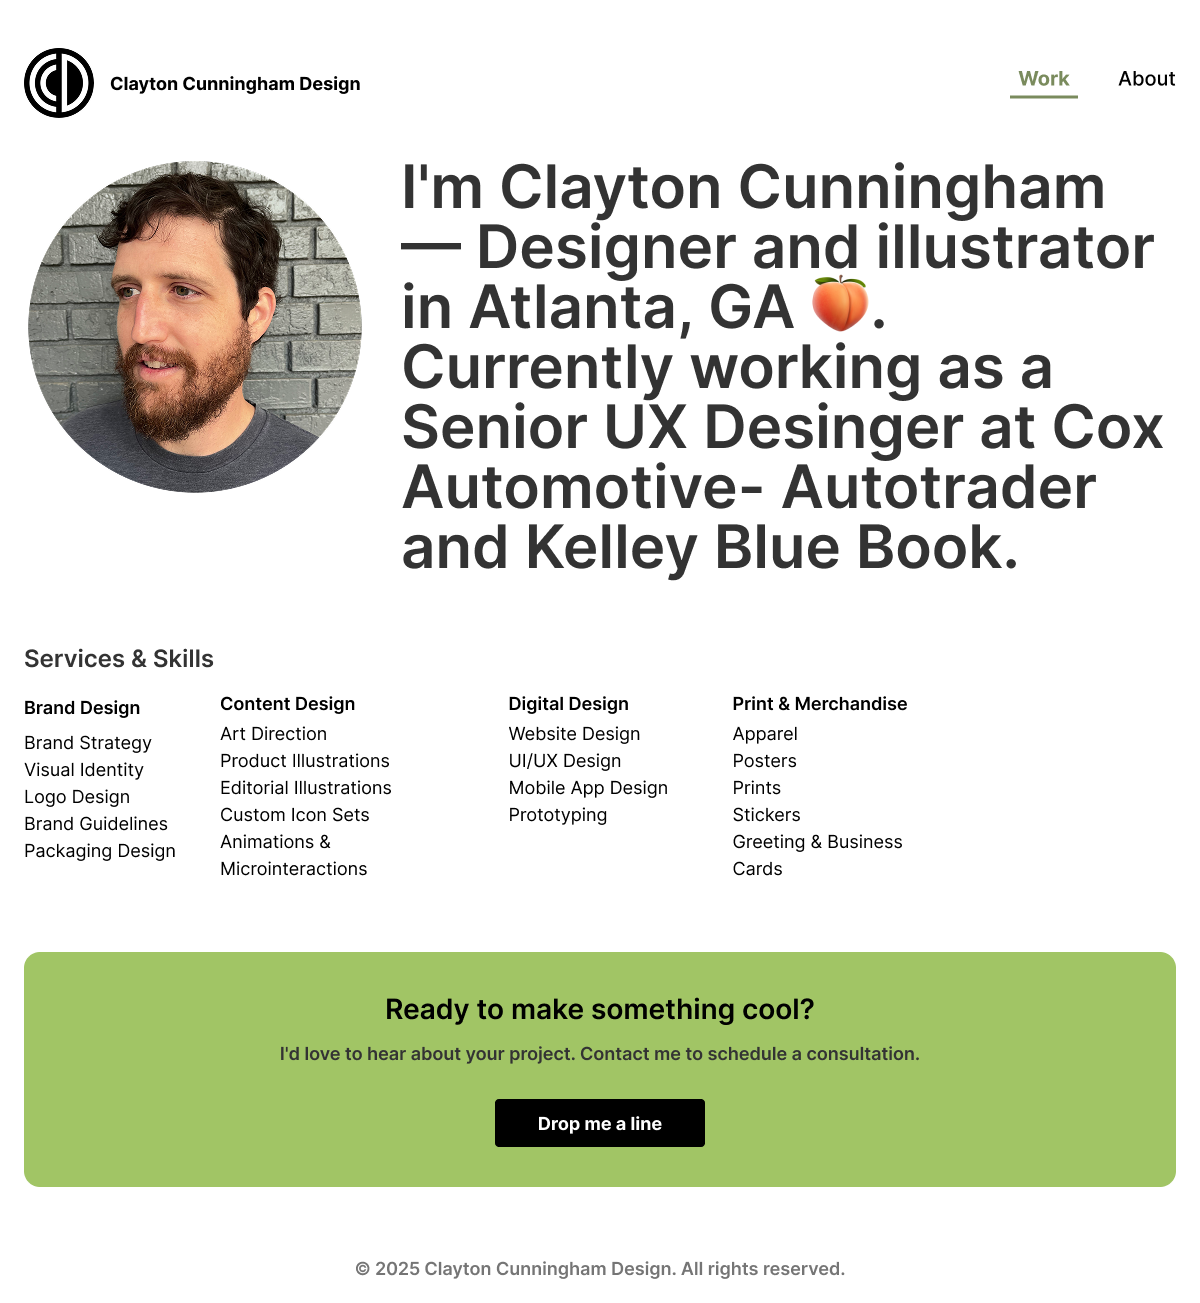 Clayton Cunningham Design
Work
About
I'm Clayton Cunningham
— Designer and illustrator
in Atlanta, GA 🍑.
Currently working as a
Senior UX Desinger at Cox
Automotive- Autotrader
and Kelley Blue Book.
Services & Skills
Brand Design
Brand Strategy
Visual Identity
Logo Design
Brand Guidelines
Packaging Design
Content Design
Art Direction
Product Illustrations
Editorial Illustrations
Custom Icon Sets
Animations &
Microinteractions
Digital Design
Website Design
UI/UX Design
Mobile App Design
Prototyping
Print & Merchandise
Apparel
Posters
Prints
Stickers
Greeting & Business
Cards
Ready to make something cool?
I'd love to hear about your project. Contact me to schedule a consultation.
Drop me a line
© 2025 Clayton Cunningham Design. All rights reserved.